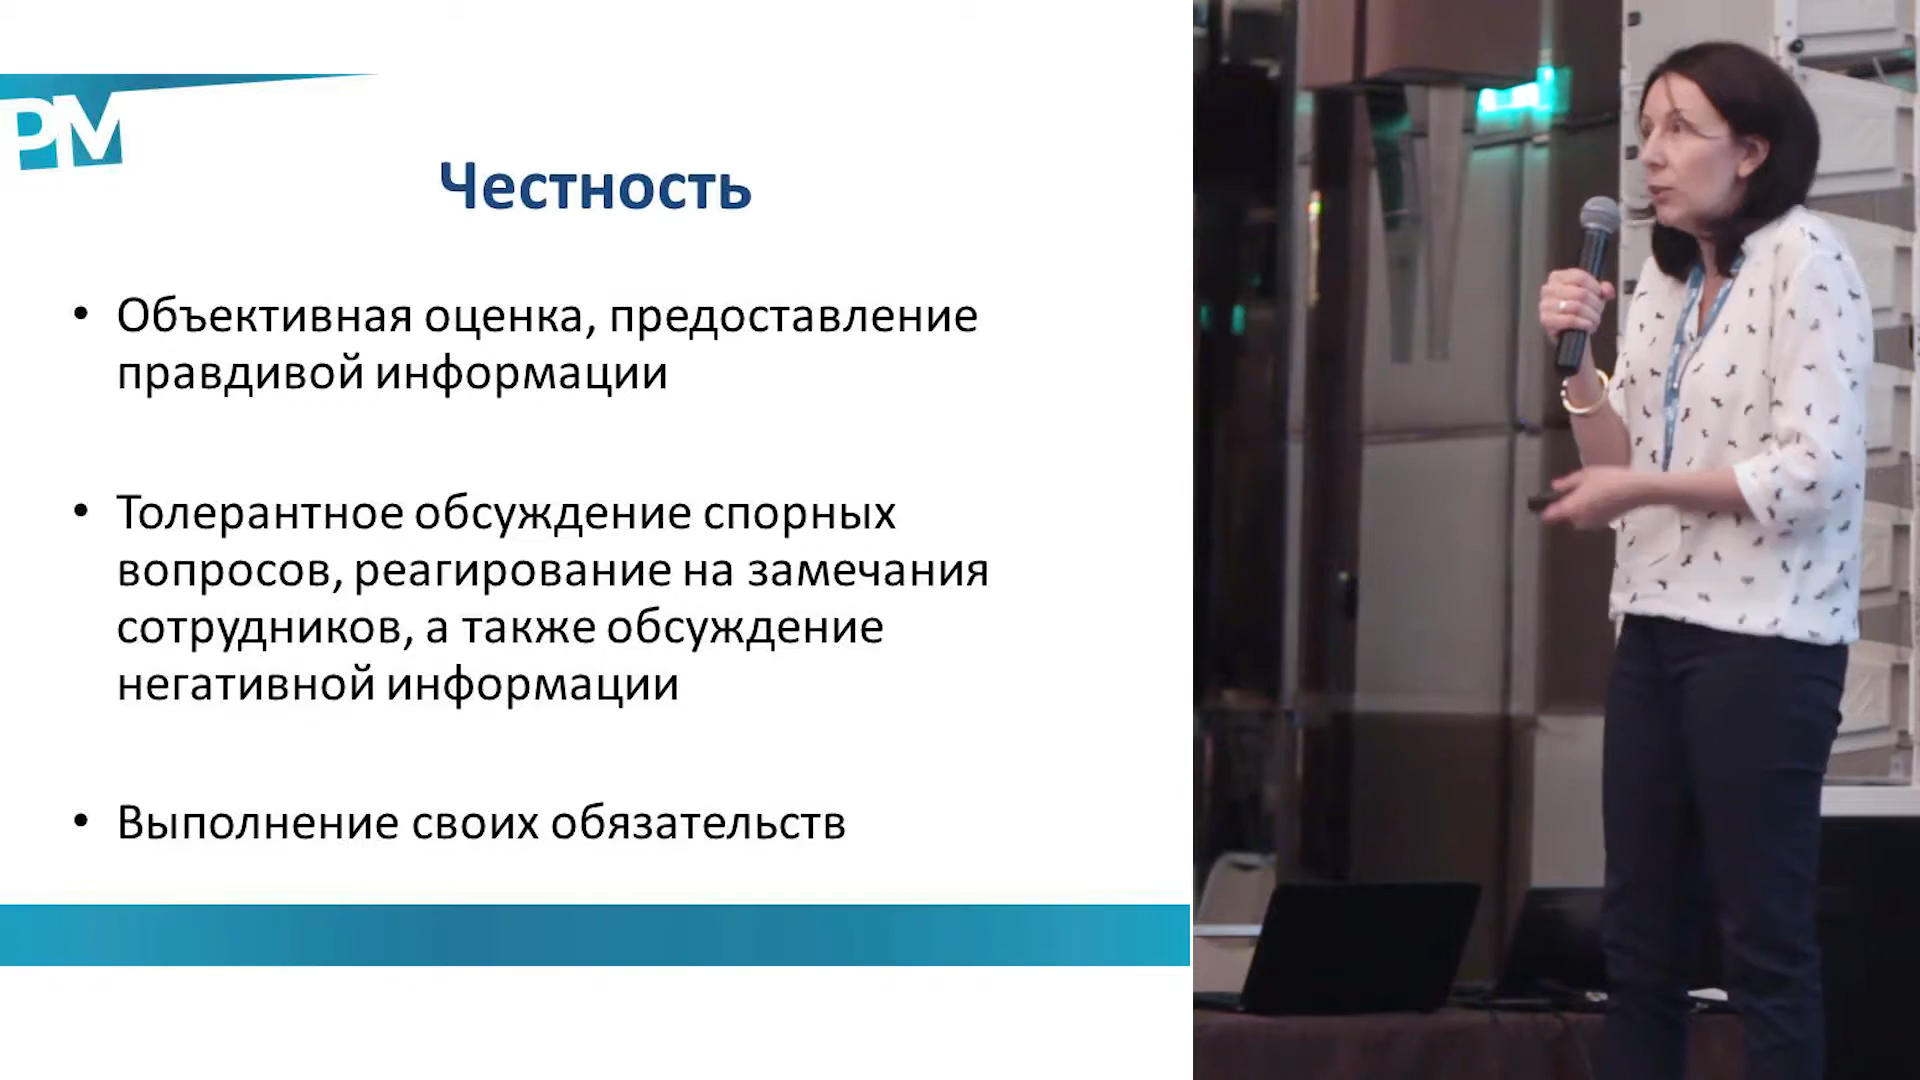 PM
Честность
• Объективная оценка, предоставление
правдивой информации
• Толерантное обсуждение спорных
вопросов, реагирование на замечания
сотрудников, а также обсуждение
негативной информации
• Выполнение своих обязательств